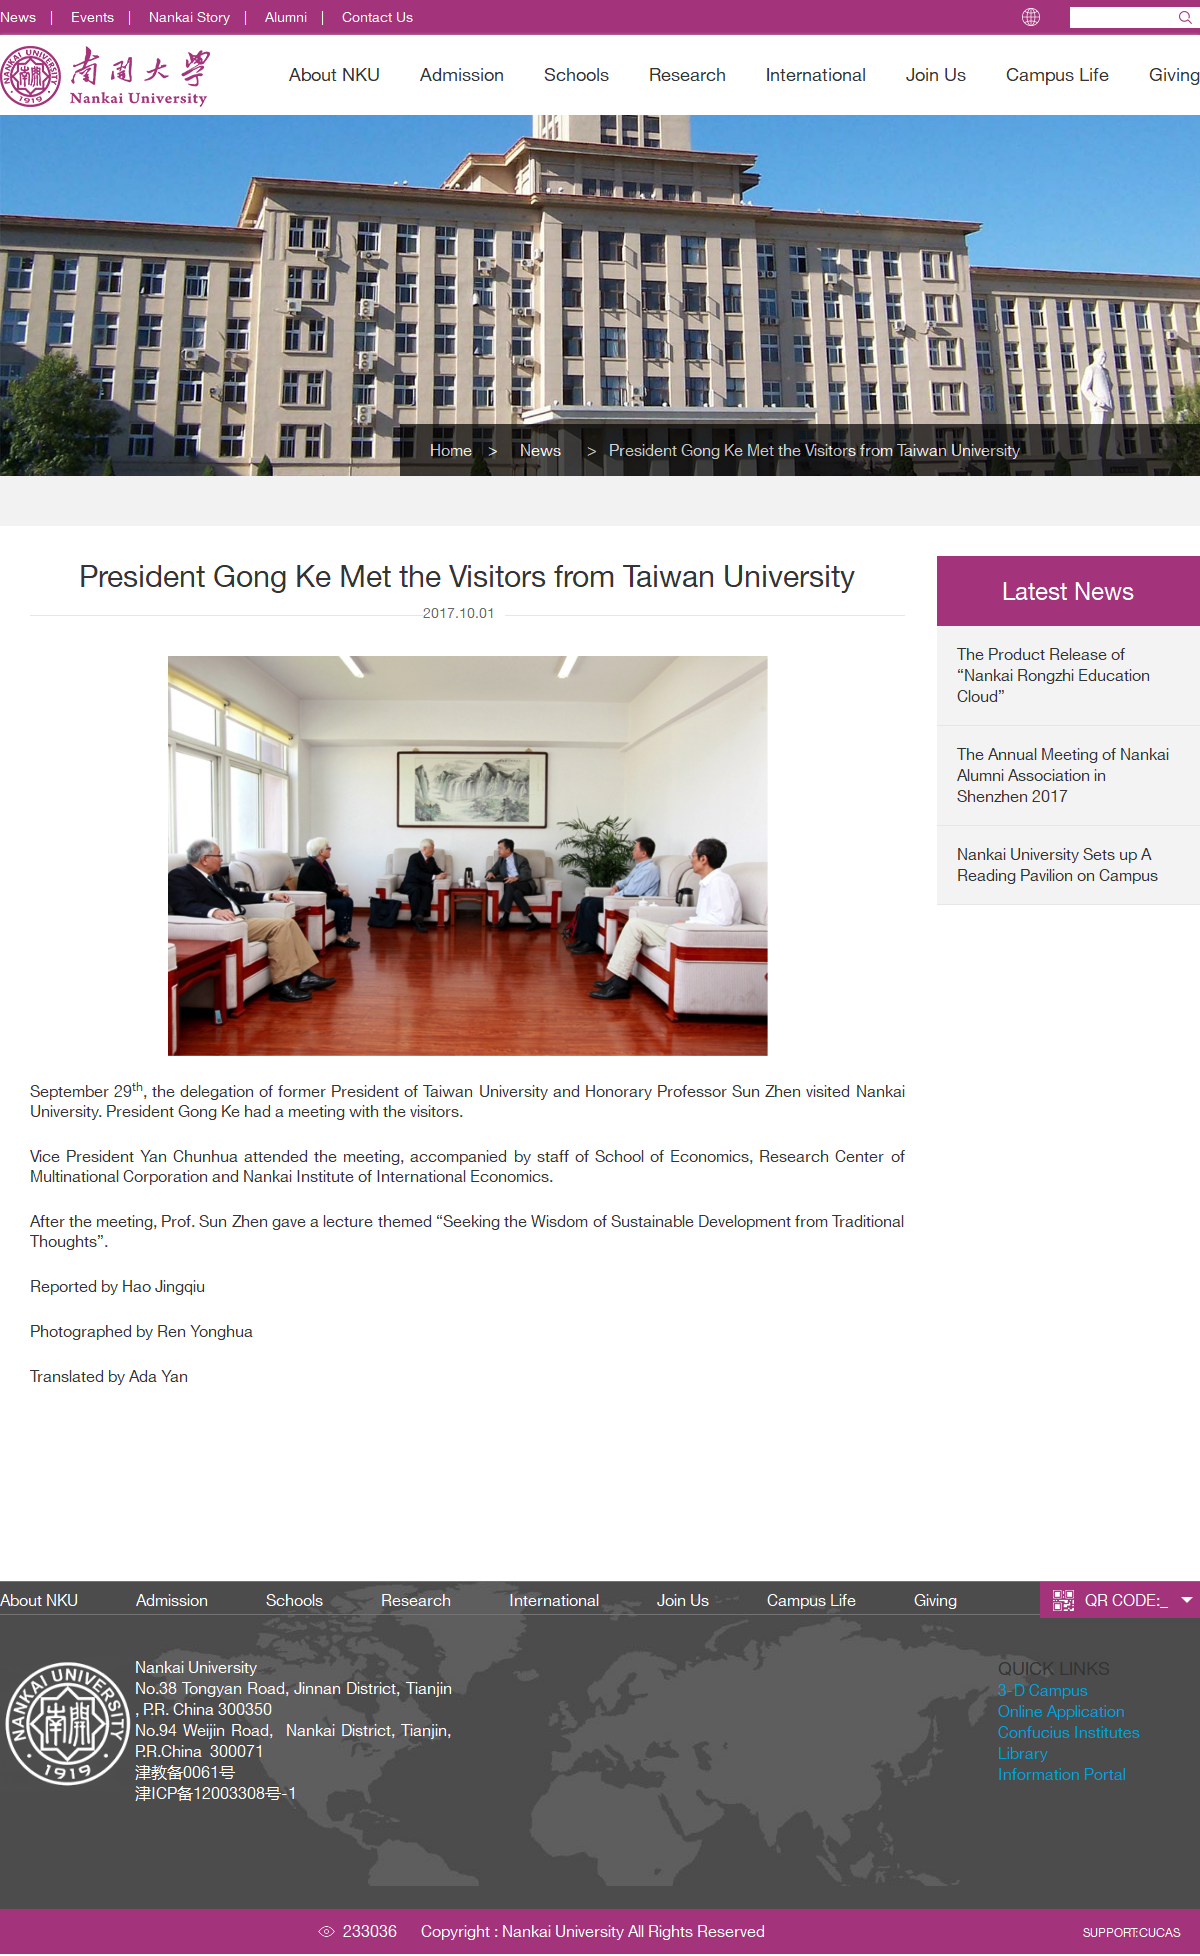 News | Events | Nankai Story | Alumni | Contact Us
NANKAI UNIVERSITY 1919
南開大學
Nankai University
About NKU Admission Schools Research International Join Us Campus Life Giving
Home > News > President Gong Ke Met the Visitors from Taiwan University
President Gong Ke Met the Visitors from Taiwan University
2017.10.01
Latest News
The Product Release of
“Nankai Rongzhi Education
Cloud”
The Annual Meeting of Nankai
Alumni Association in
Shenzhen 2017
Nankai University Sets up A
Reading Pavilion on Campus
September 29th, the delegation of former President of Taiwan University and Honorary Professor Sun Zhen visited Nankai
University. President Gong Ke had a meeting with the visitors.
Vice President Yan Chunhua attended the meeting, accompanied by staff of School of Economics, Research Center of
Multinational Corporation and Nankai Institute of International Economics.
After the meeting, Prof. Sun Zhen gave a lecture themed “Seeking the Wisdom of Sustainable Development from Traditional
Thoughts”.
Reported by Hao Jingqiu
Photographed by Ren Yonghua
Translated by Ada Yan
About NKU Admission Schools Research International Join Us Campus Life Giving QR CODE:_
NANKAI UNIVERSITY 南開 1919
Nankai University
No.38 Tongyan Road, Jinnan District, Tianjin
, P.R. China 300350
No.94 Weijin Road, Nankai District, Tianjin,
P.R.China 300071
津教备0061号
津ICP备12003308号-1
QUICK LINKS
3-D Campus
Online Application
Confucius Institutes
Library
Information Portal
233036 Copyright : Nankai University All Rights Reserved
SUPPORT:CUCAS